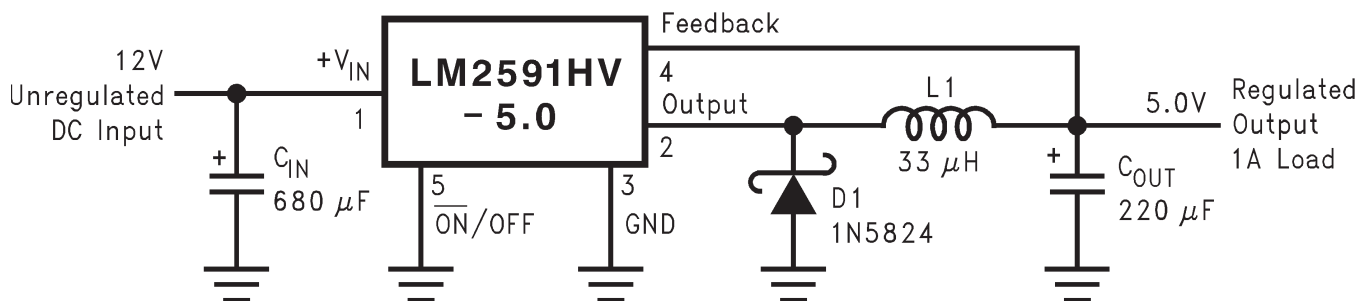 12V
Unregulated
DC Input
+VIN
1
CIN
680 μF
+
LM2591HV
- 5.0
5
ON/OFF
3
GND
Feedback
4
Output
2
L1
33 μH
D1
1N5824
5.0V
Regulated
Output
1A Load
+
COUT
220 μF